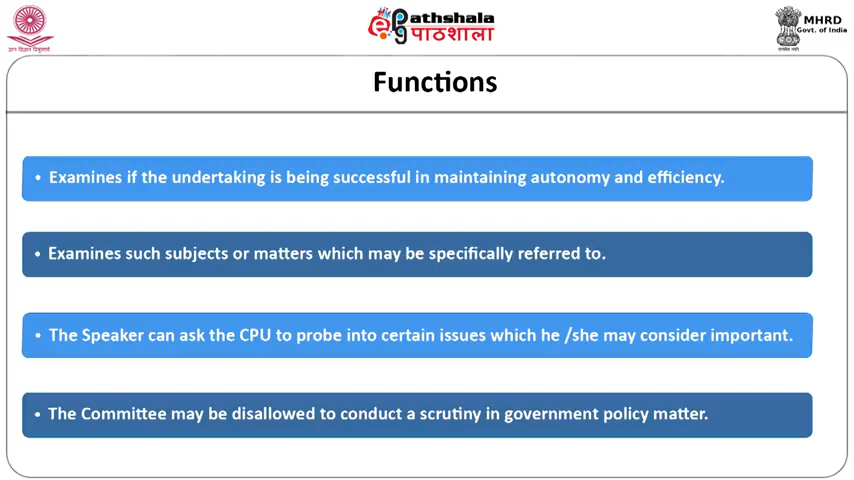 Pathshala
पाठशाला
MHRD
Govt. of India
Functions
• Examines if the undertaking is being successful in maintaining autonomy and efficiency.
• Examines such subjects or matters which may be specifically referred to.
• The Speaker can ask the CPU to probe into certain issues which he /she may consider important.
• The Committee may be disallowed to conduct a scrutiny in government policy matter.